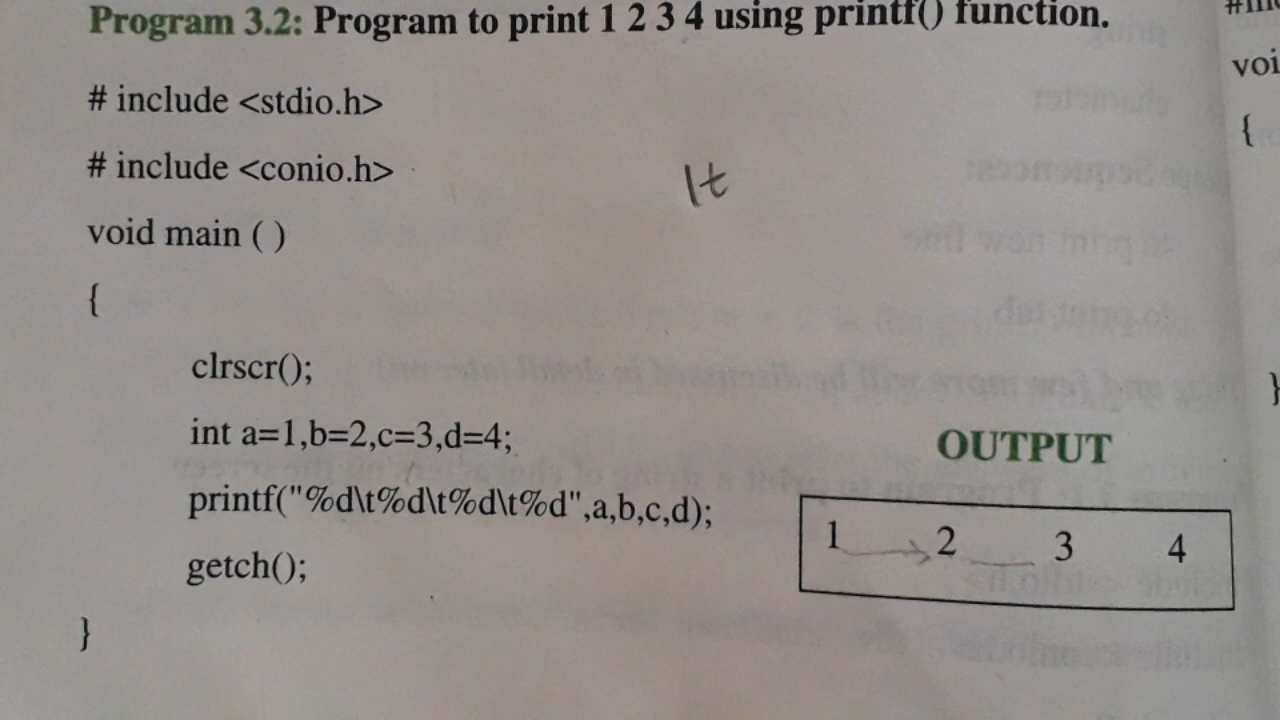 Program 3.2: Program to print 1 2 3 4 using printf() function.
# include <stdio.h>
# include <conio.h>
\t
void main ( )
{
clrscr();
int a=1,b=2,c=3,d=4;
printf("%d\t%d\t%d\t%d",a,b,c,d);
getch();
}
OUTPUT
1 2 3 4
voi
{
}